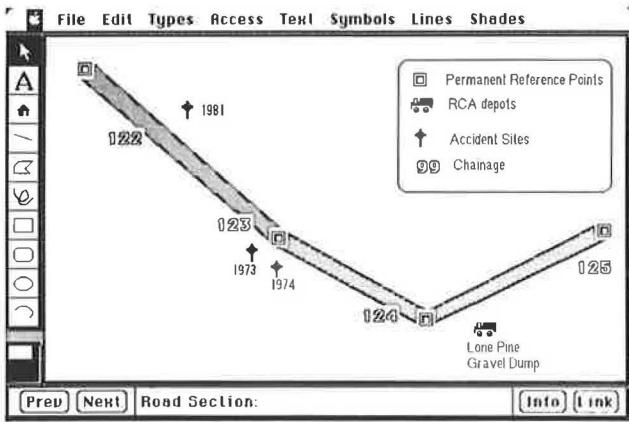 File Edit Types Access Text Symbols Lines Shades
A
Permanent Reference Points
RCA depots
Accident Sites
Chainage
1981
122
123
1973
1974
124
125
Lone Pine
Gravel Dump
Prev Next Road Section: Info Link